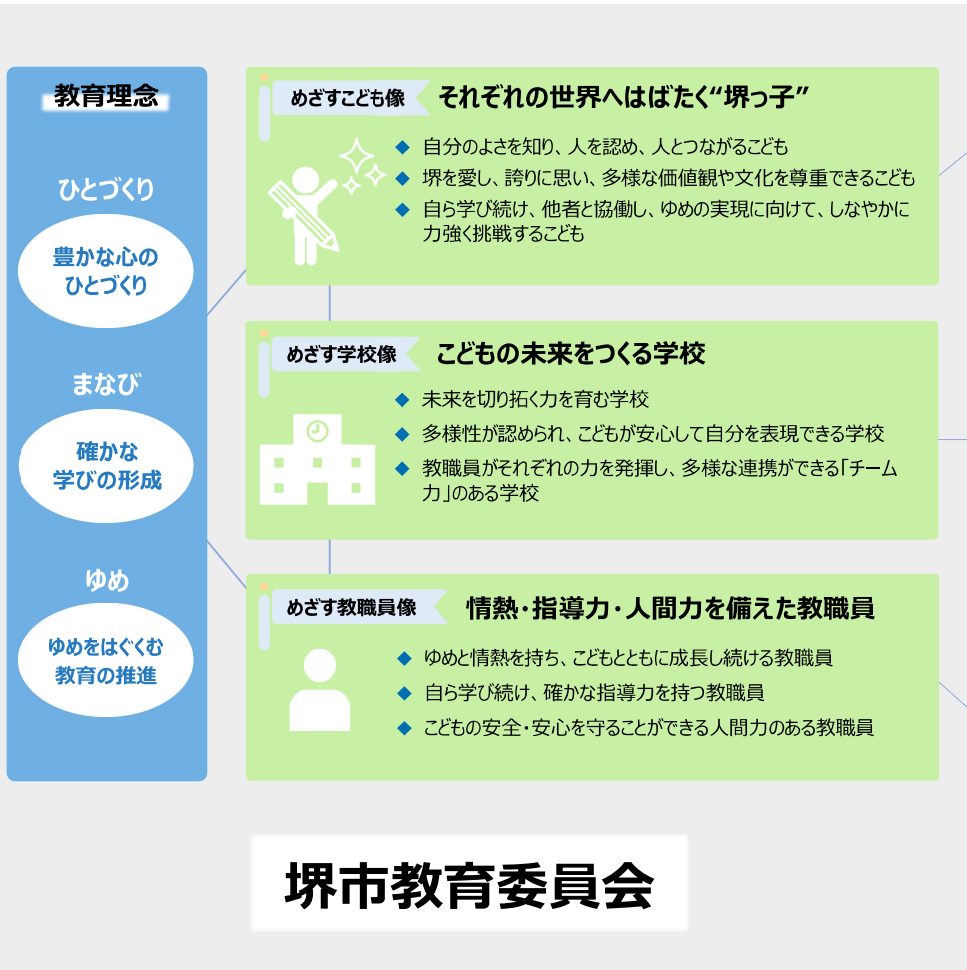 教育理念
ひとづくり
豊かな心の
ひとづくり
まなび
確かな
学びの形成
ゆめ
ゆめをはぐくむ
教育の推進
めざすこども像
それぞれの世界へはばたく“堺っ子”
◆ 自分のよさを知り、人を認め、人とつながるこども
◆ 堺を愛し、誇りに思い、多様な価値観や文化を尊重できるこども
◆ 自ら学び続け、他者と協働し、ゆめの実現に向けて、しなやかに
力強く挑戦するこども
めざす学校像
こどもの未来をつくる学校
◆ 未来を切り拓く力を育む学校
◆ 多様性が認められ、こどもが安心して自分を表現できる学校
◆ 教職員がそれぞれの力を発揮し、多様な連携ができる「チーム
力」のある学校
めざす教職員像
情熱・指導力・人間力を備えた教職員
◆ ゆめと情熱を持ち、こどもとともに成長し続ける教職員
◆ 自ら学び続け、確かな指導力を持つ教職員
◆ こどもの安全・安心を守ることができる人間力のある教職員
堺市教育委員会